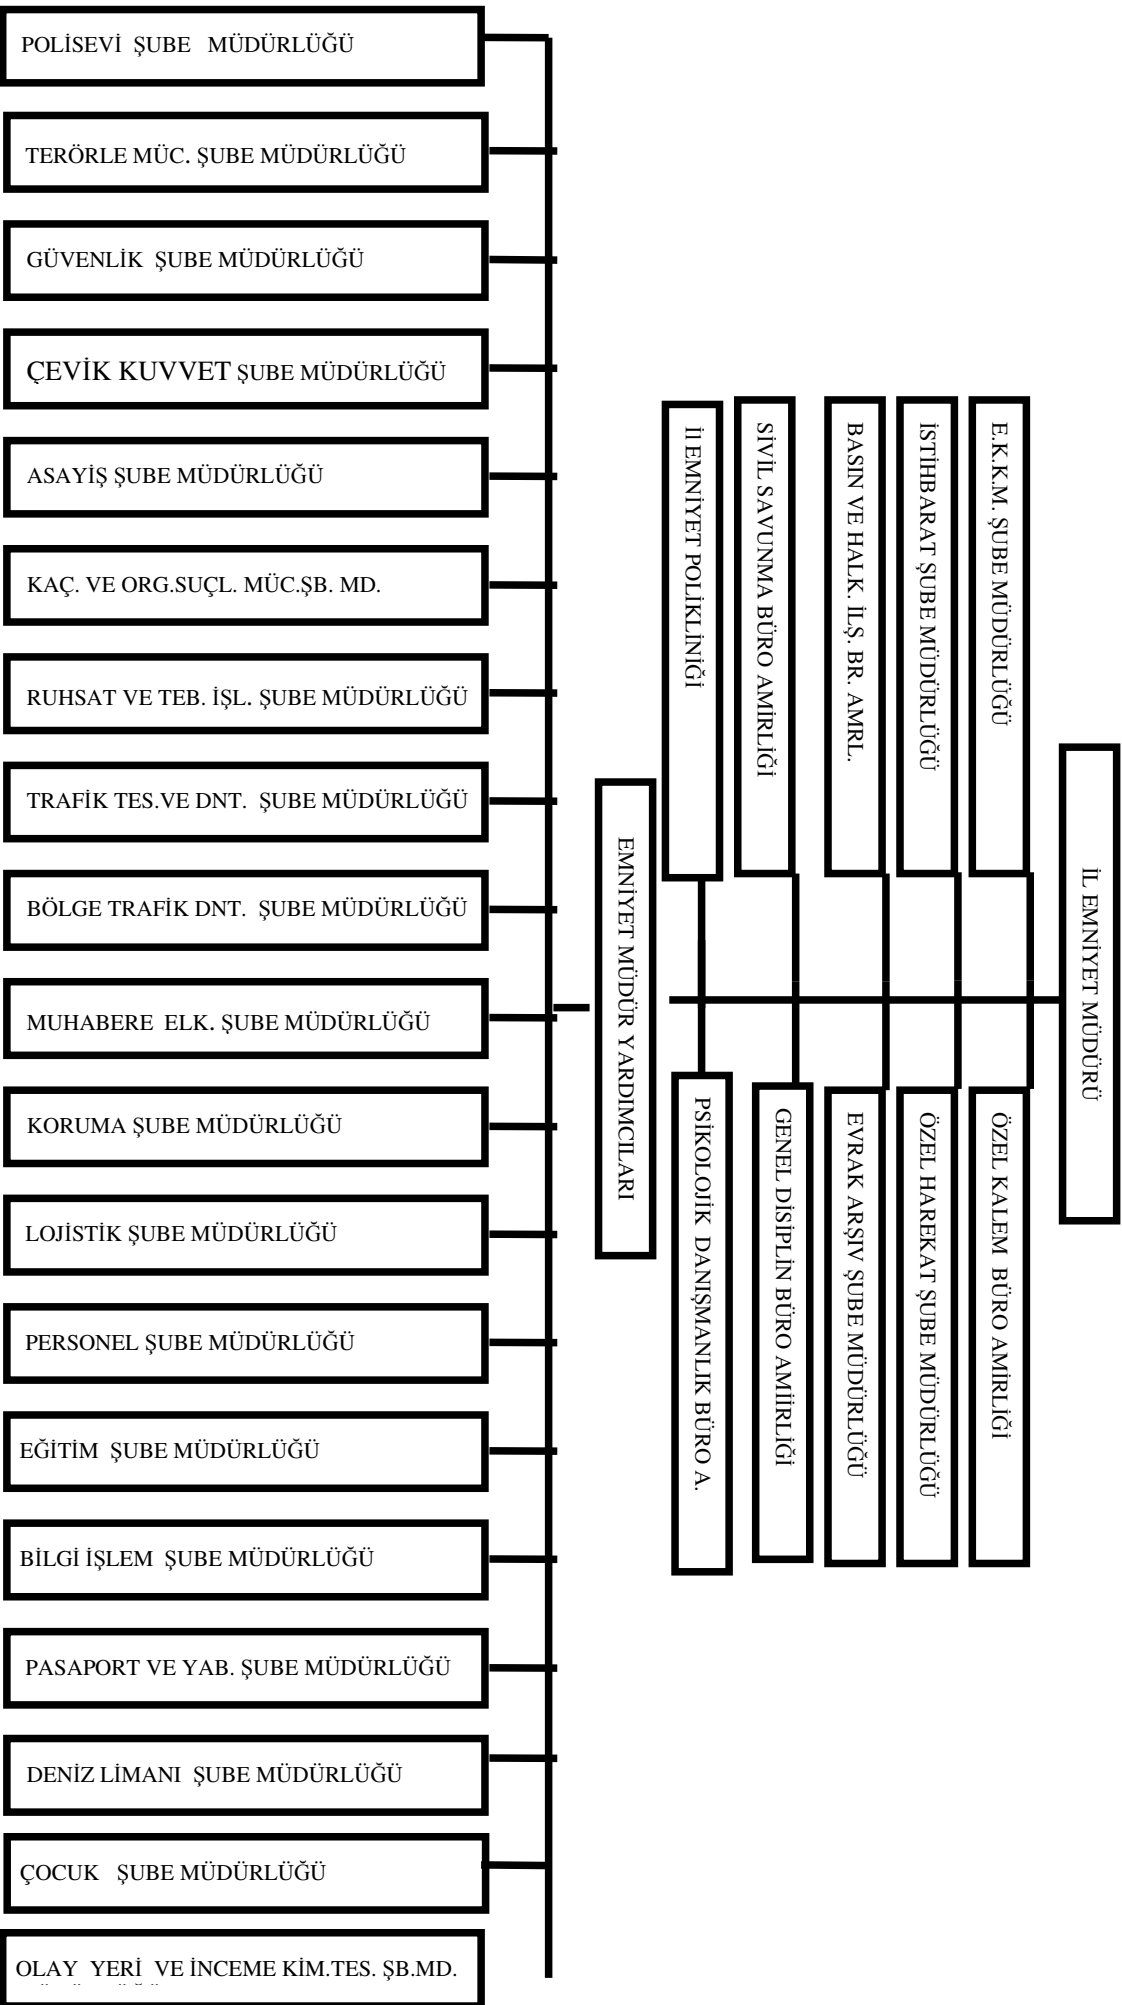 POLİSEVİ ŞUBE MÜDÜRLÜĞÜ
TERÖRLE MÜC. ŞUBE MÜDÜRLÜĞÜ
GÜVENLİK ŞUBE MÜDÜRLÜĞÜ
ÇEVİK KUVVET ŞUBE MÜDÜRLÜĞÜ
ASAYİŞ ŞUBE MÜDÜRLÜĞÜ
KAÇ. VE ORG.SUÇL. MÜC.ŞB. MD.
RUHSAT VE TEB. İŞL. ŞUBE MÜDÜRLÜĞÜ
TRAFİK TES.VE DNT. ŞUBE MÜDÜRLÜĞÜ
BÖLGE TRAFİK DNT. ŞUBE MÜDÜRLÜĞÜ
MUHABERE ELK. ŞUBE MÜDÜRLÜĞÜ
KORUMA ŞUBE MÜDÜRLÜĞÜ
LOJİSTİK ŞUBE MÜDÜRLÜĞÜ
PERSONEL ŞUBE MÜDÜRLÜĞÜ
EĞİTİM ŞUBE MÜDÜRLÜĞÜ
BİLGİ İŞLEM ŞUBE MÜDÜRLÜĞÜ
PASAPORT VE YAB. ŞUBE MÜDÜRLÜĞÜ
DENİZ LİMANI ŞUBE MÜDÜRLÜĞÜ
ÇOCUK ŞUBE MÜDÜRLÜĞÜ
OLAY YERİ VE İNCEME KİM.TES. ŞB.MD.
EMNİYET MÜDÜR YARDIMCILARI
İl EMNİYET POLİKLİNİĞİ
SİVİL SAVUNMA BÜRO AMİRLİĞİ
BASIN VE HALK. İLŞ. BR. AMRL.
İSTİHBARAT ŞUBE MÜDÜRLÜĞÜ
E.K.K.M. ŞUBE MÜDÜRLÜĞÜ
PSİKOLOJİK DANIŞMANLIK BÜRO A.
GENEL DİSİPLİN BÜRO AMİİRLİĞİ
EVRAK ARŞIV ŞUBE MÜDÜRLÜĞÜ
ÖZEL HAREKAT ŞUBE MÜDÜRLÜĞÜ
ÖZEL KALEM BÜRO AMİRLİĞİ
İL EMNİYET MÜDÜRÜ